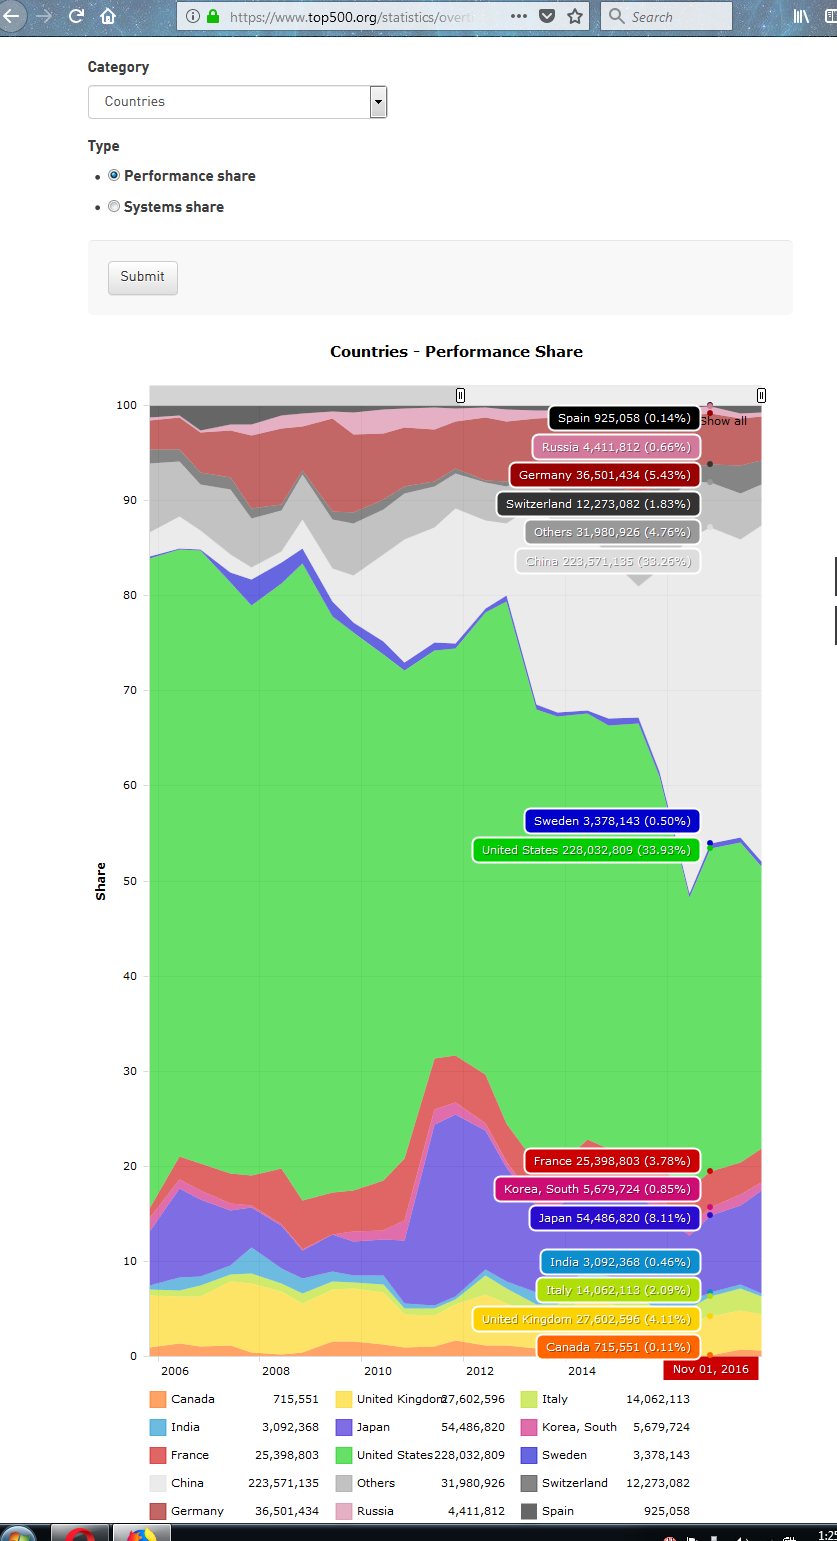 https://www.top500.org/statistics/overti
Search
Category
Countries
Type
Performance share
Systems share
Submit
Countries - Performance Share
100
90
80
70
60
50
40
30
20
10
0
Share
Show all
Spain 925,058 (0.14%)
Russia 4,411,812 (0.66%)
Germany 36,501,434 (5.43%)
Switzerland 12,273,082 (1.83%)
Others 31,980,926 (4.76%)
China 223,571,135 (33.26%)
Sweden 3,378,143 (0.50%)
United States 228,032,809 (33.93%)
France 25,398,803 (3.78%)
Korea, South 5,679,724 (0.85%)
Japan 54,486,820 (8.11%)
India 3,092,368 (0.46%)
Italy 14,062,113 (2.09%)
United Kingdom 27,602,596 (4.11%)
Canada 715,551 (0.11%)
2006 2008 2010 2012 2014 Nov 01, 2016
Canada 715,551 United Kingdom 27,602,596 Italy 14,062,113
India 3,092,368 Japan 54,486,820 Korea, South 5,679,724
France 25,398,803 United States 228,032,809 Sweden 3,378,143
China 223,571,135 Others 31,980,926 Switzerland 12,273,082
Germany 36,501,434 Russia 4,411,812 Spain 925,058
1:25